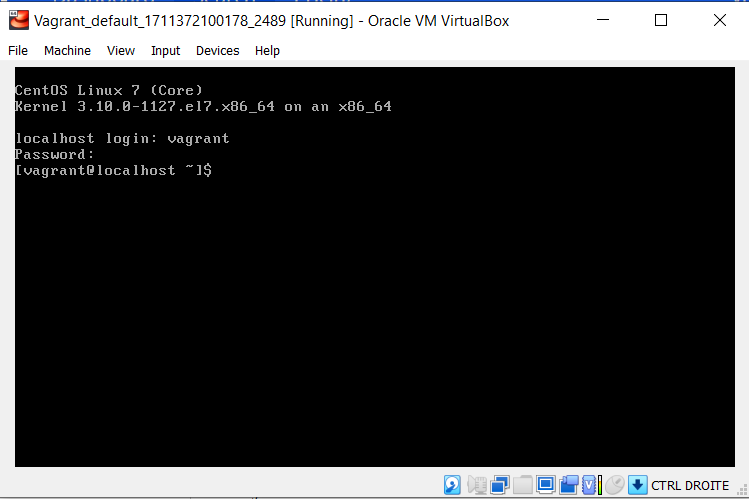 Vagrant_default_1711372100178_2489 [Running] - Oracle VM VirtualBox
File Machine View Input Devices Help
CentOS Linux 7 (Core)
Kernel 3.10.0-1127.el7.x86_64 on an x86_64
localhost login: vagrant
Password:
[vagrant@localhost ~]$
CTRL DROITE